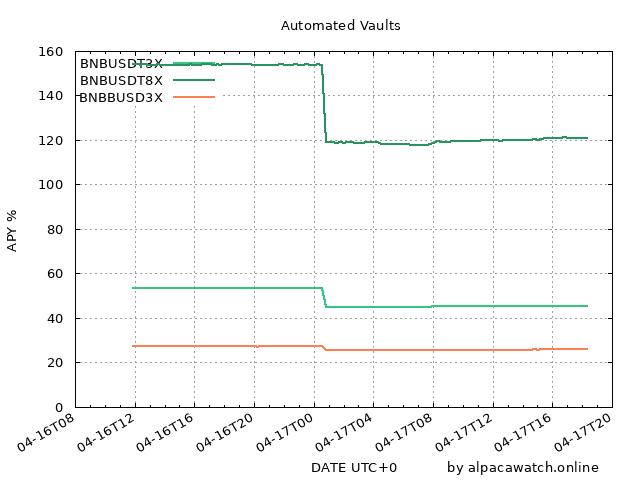 Automated Vaults
APY %
160
140
120
100
80
60
40
20
0
BNBUSDT3X
BNBUSDT8X
BNBBUSD3X
04-16T08
04-16T12
04-16T16
04-16T20
04-17T00
04-17T04
04-17T08
04-17T12
04-17T16
04-17T20
DATE UTC+0
by alpacawatch.online